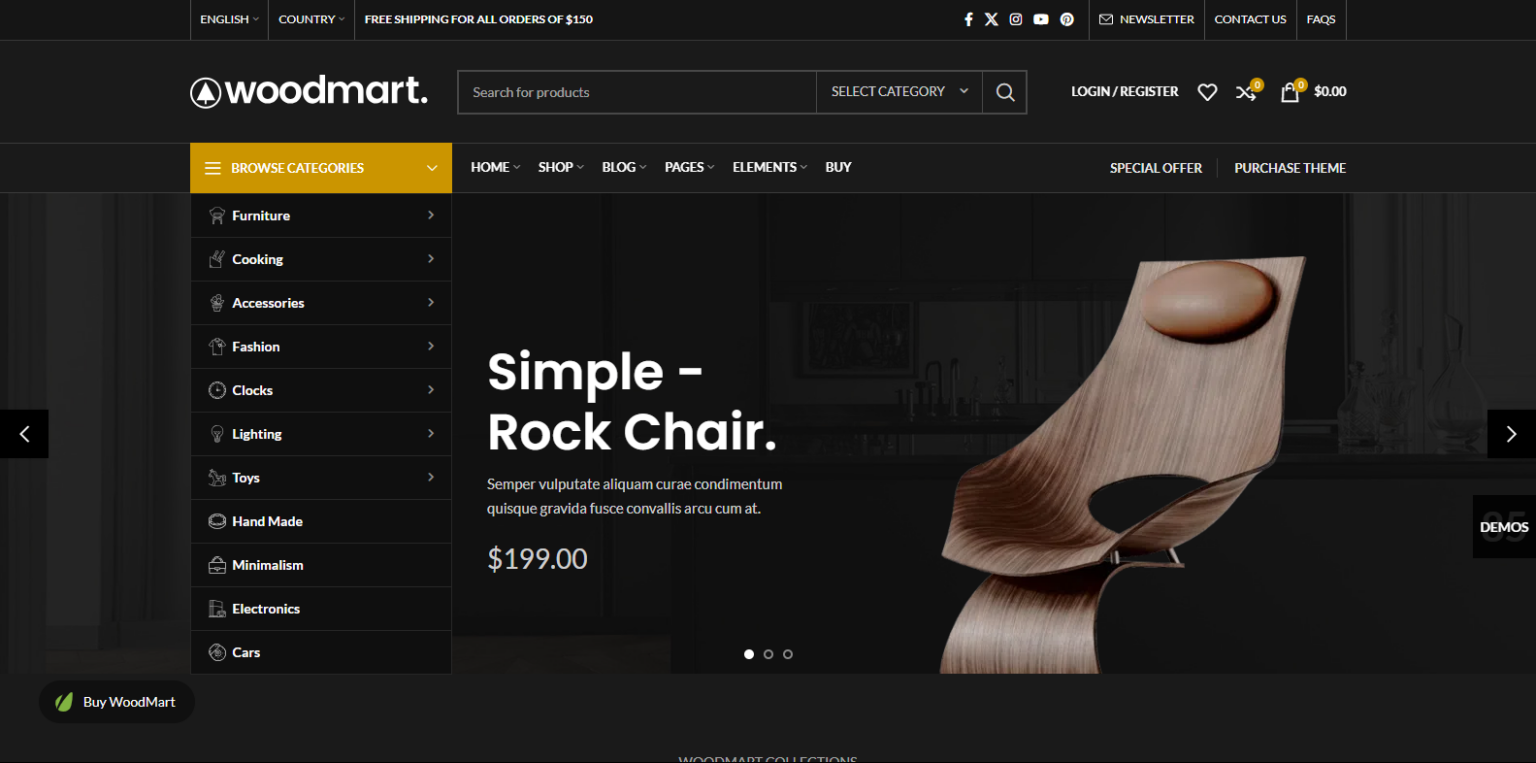 ENGLISH
COUNTRY
FREE SHIPPING FOR ALL ORDERS OF $150
NEWSLETTER
CONTACT US
FAQS
woodmart.
Search for products
SELECT CATEGORY
LOGIN / REGISTER
0
0
$0.00
BROWSE CATEGORIES
HOME
SHOP
BLOG
PAGES
ELEMENTS
BUY
SPECIAL OFFER
PURCHASE THEME
Furniture
Cooking
Accessories
Fashion
Clocks
Lighting
Toys
Hand Made
Minimalism
Electronics
Cars
Simple -
Rock Chair.
Semper vulputate aliquam curae condimentum
quisque gravida fusce convallis arcu cum at.
$199.00
85
DEMOS
Buy WoodMart
WOODMART COLLECTIONS